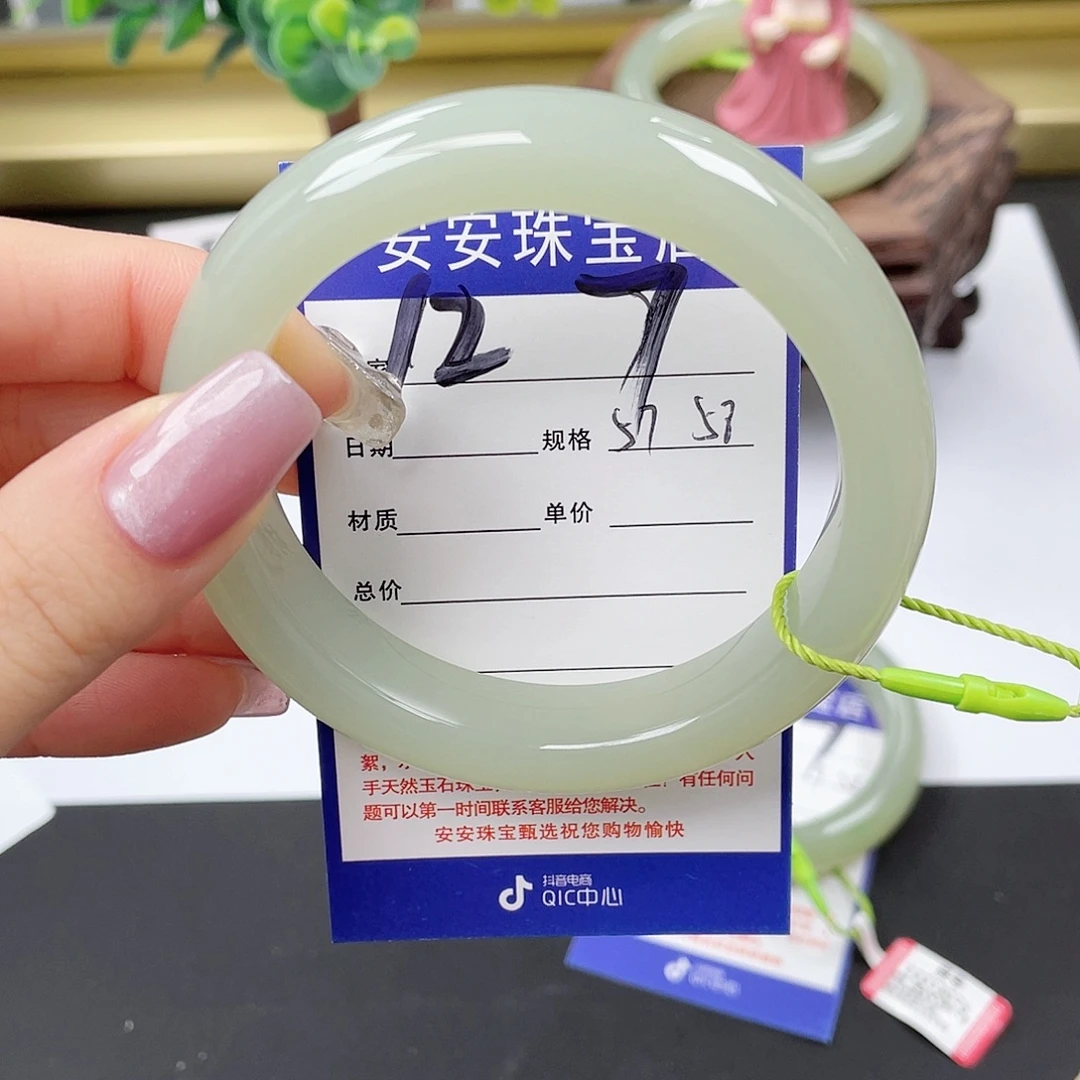 安安珠宝店
12 7
日期 规格 57 57
材质 单价
总价
手天然玉石珠宝
有任何问
题可以第一时间联系客服给您解决。
安安珠宝甄选祝您购物愉快
抖音电商
QIC中心